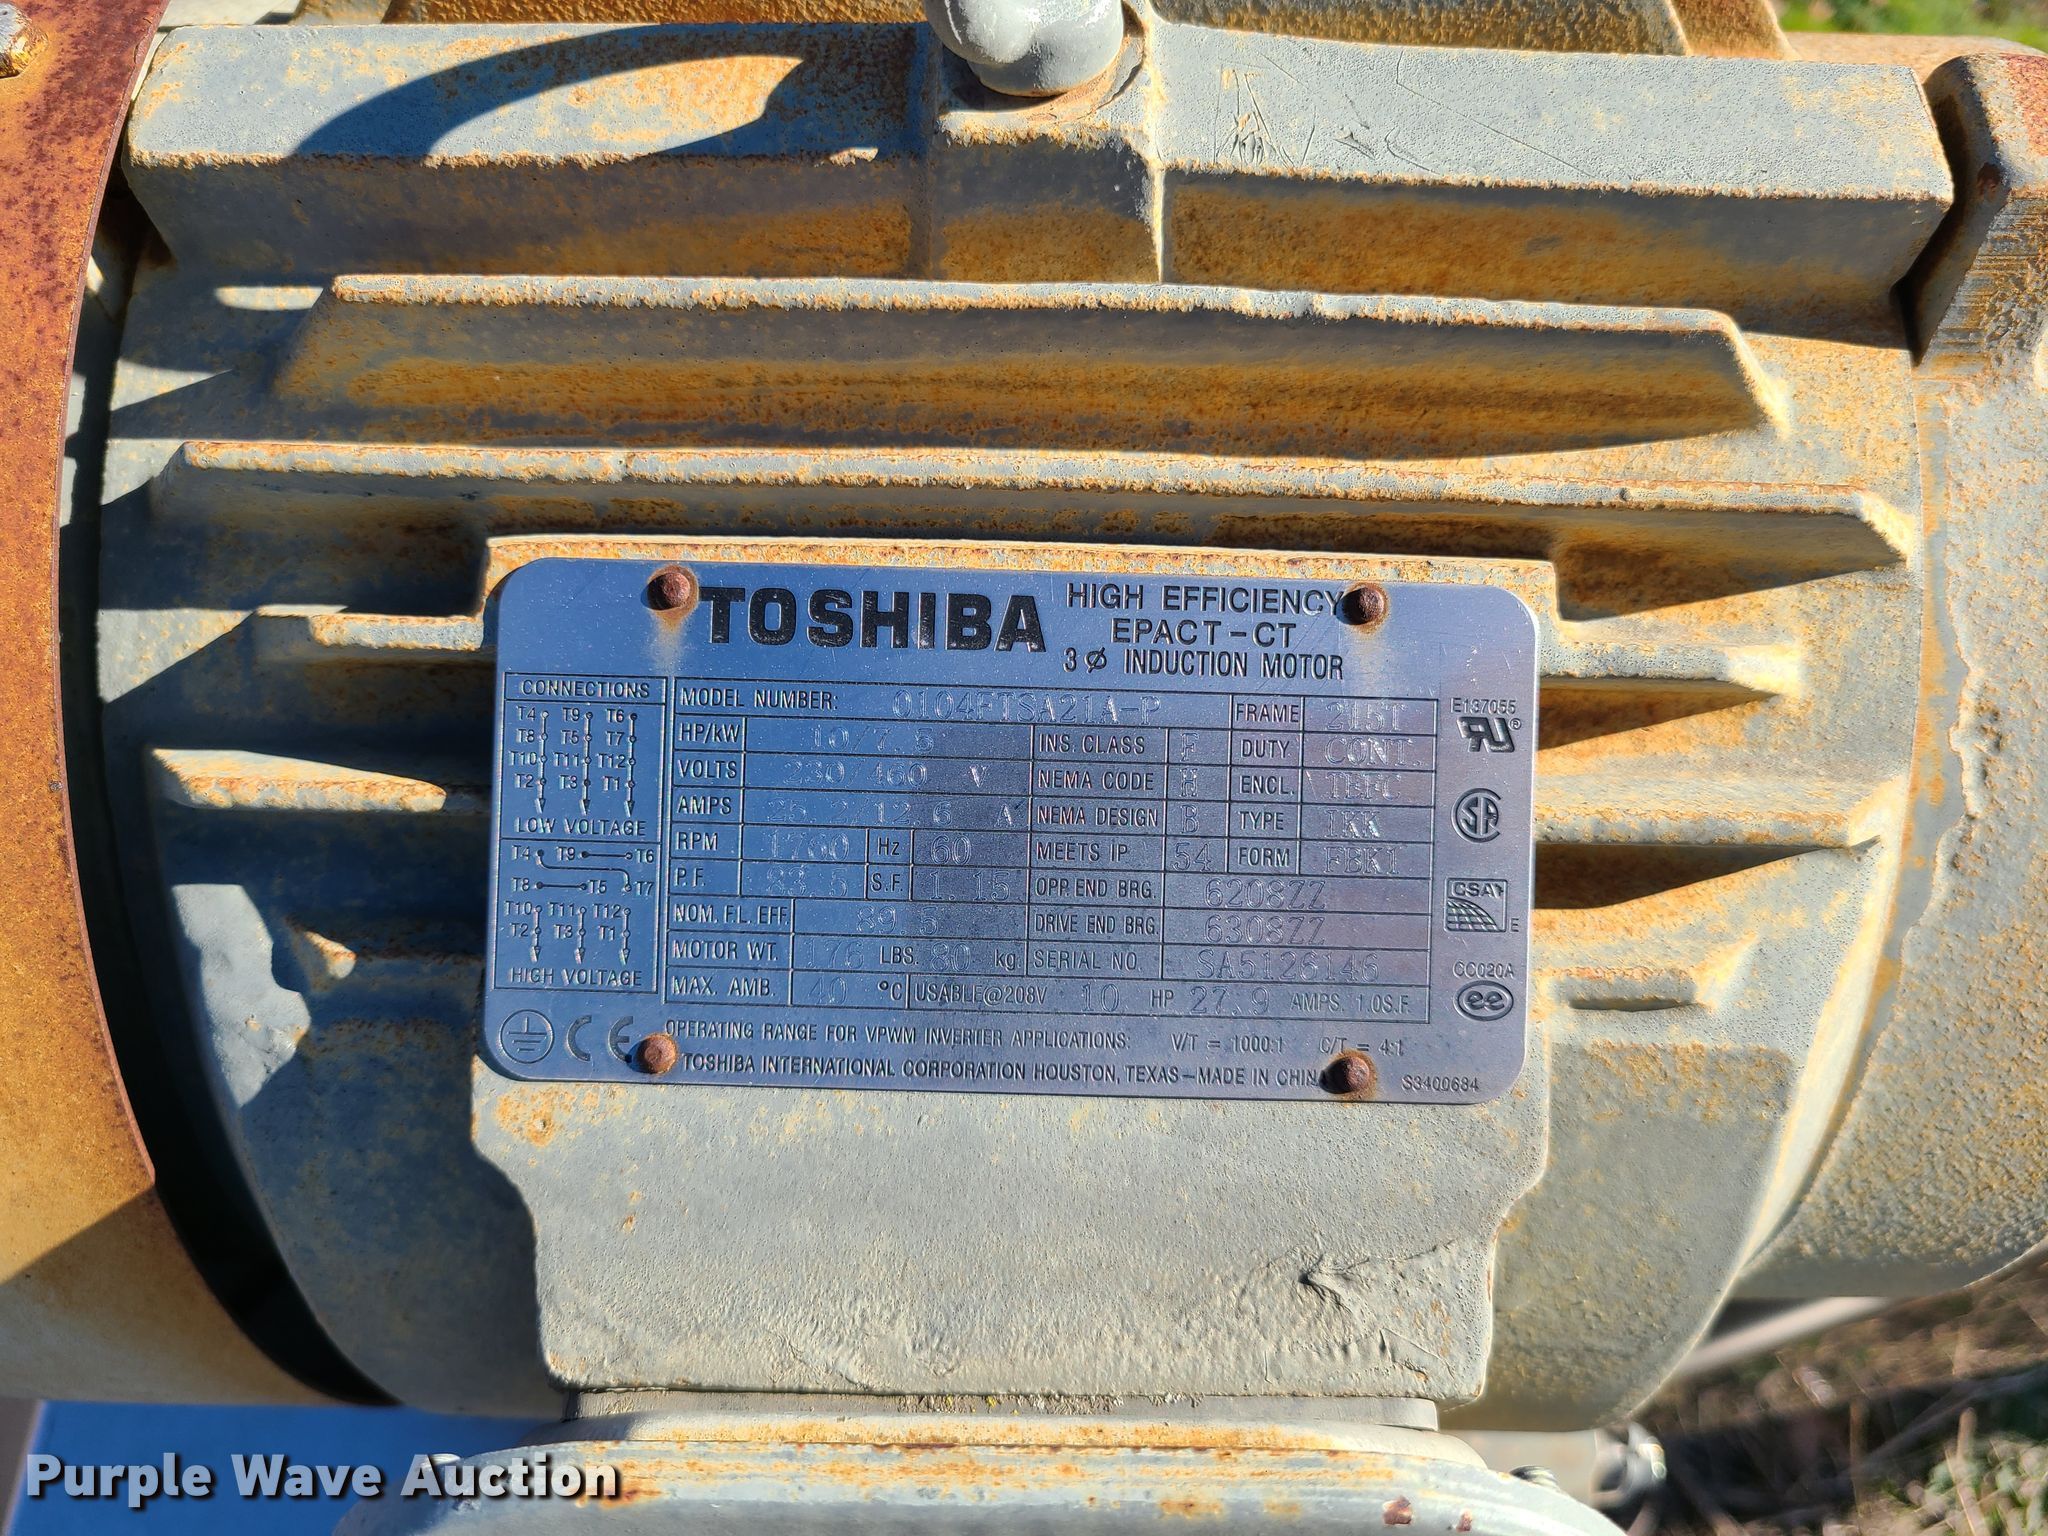 TOSHIBA
HIGH EFFICIENCY
EPACT-CT
3 Ø INDUCTION MOTOR
CONNECTIONS
T4 T9 T6
T8 T5 T7
T10 T11 T12
T2 T3 T1
LOW VOLTAGE
T4 T9 T6
T8 T5 T7
T10 T11 T12
T2 T3 T1
HIGH VOLTAGE
MODEL NUMBER: 0104FTSA21A-P FRAME 215T
HP/kW 10/7.5 INS. CLASS F DUTY CONT.
VOLTS 230/460 V NEMA CODE H ENCL. TEFC
AMPS 25.2/12.6 A NEMA DESIGN B TYPE IKK
RPM 1760 Hz 60 MEETS IP 54 FORM FBK1
P.F. 83.5 S.F. 1.15 OPP. END BRG. 6208ZZ
NOM. F.L. EFF. 89.5 DRIVE END BRG. 6308ZZ
MOTOR WT. 176 LBS. 80 kg. SERIAL NO. SA5126146
MAX. AMB. 40 °C USABLE@208V 10 HP 27.9 AMPS. 1.0S.F.
OPERATING RANGE FOR VPWM INVERTER APPLICATIONS: V/T = 1000:1 C/T = 4:1
TOSHIBA INTERNATIONAL CORPORATION HOUSTON, TEXAS-MADE IN CHINA
E137055
RU®
SA
CSA
E
CC020A
ee
CE
S3400684
Purple Wave Auction